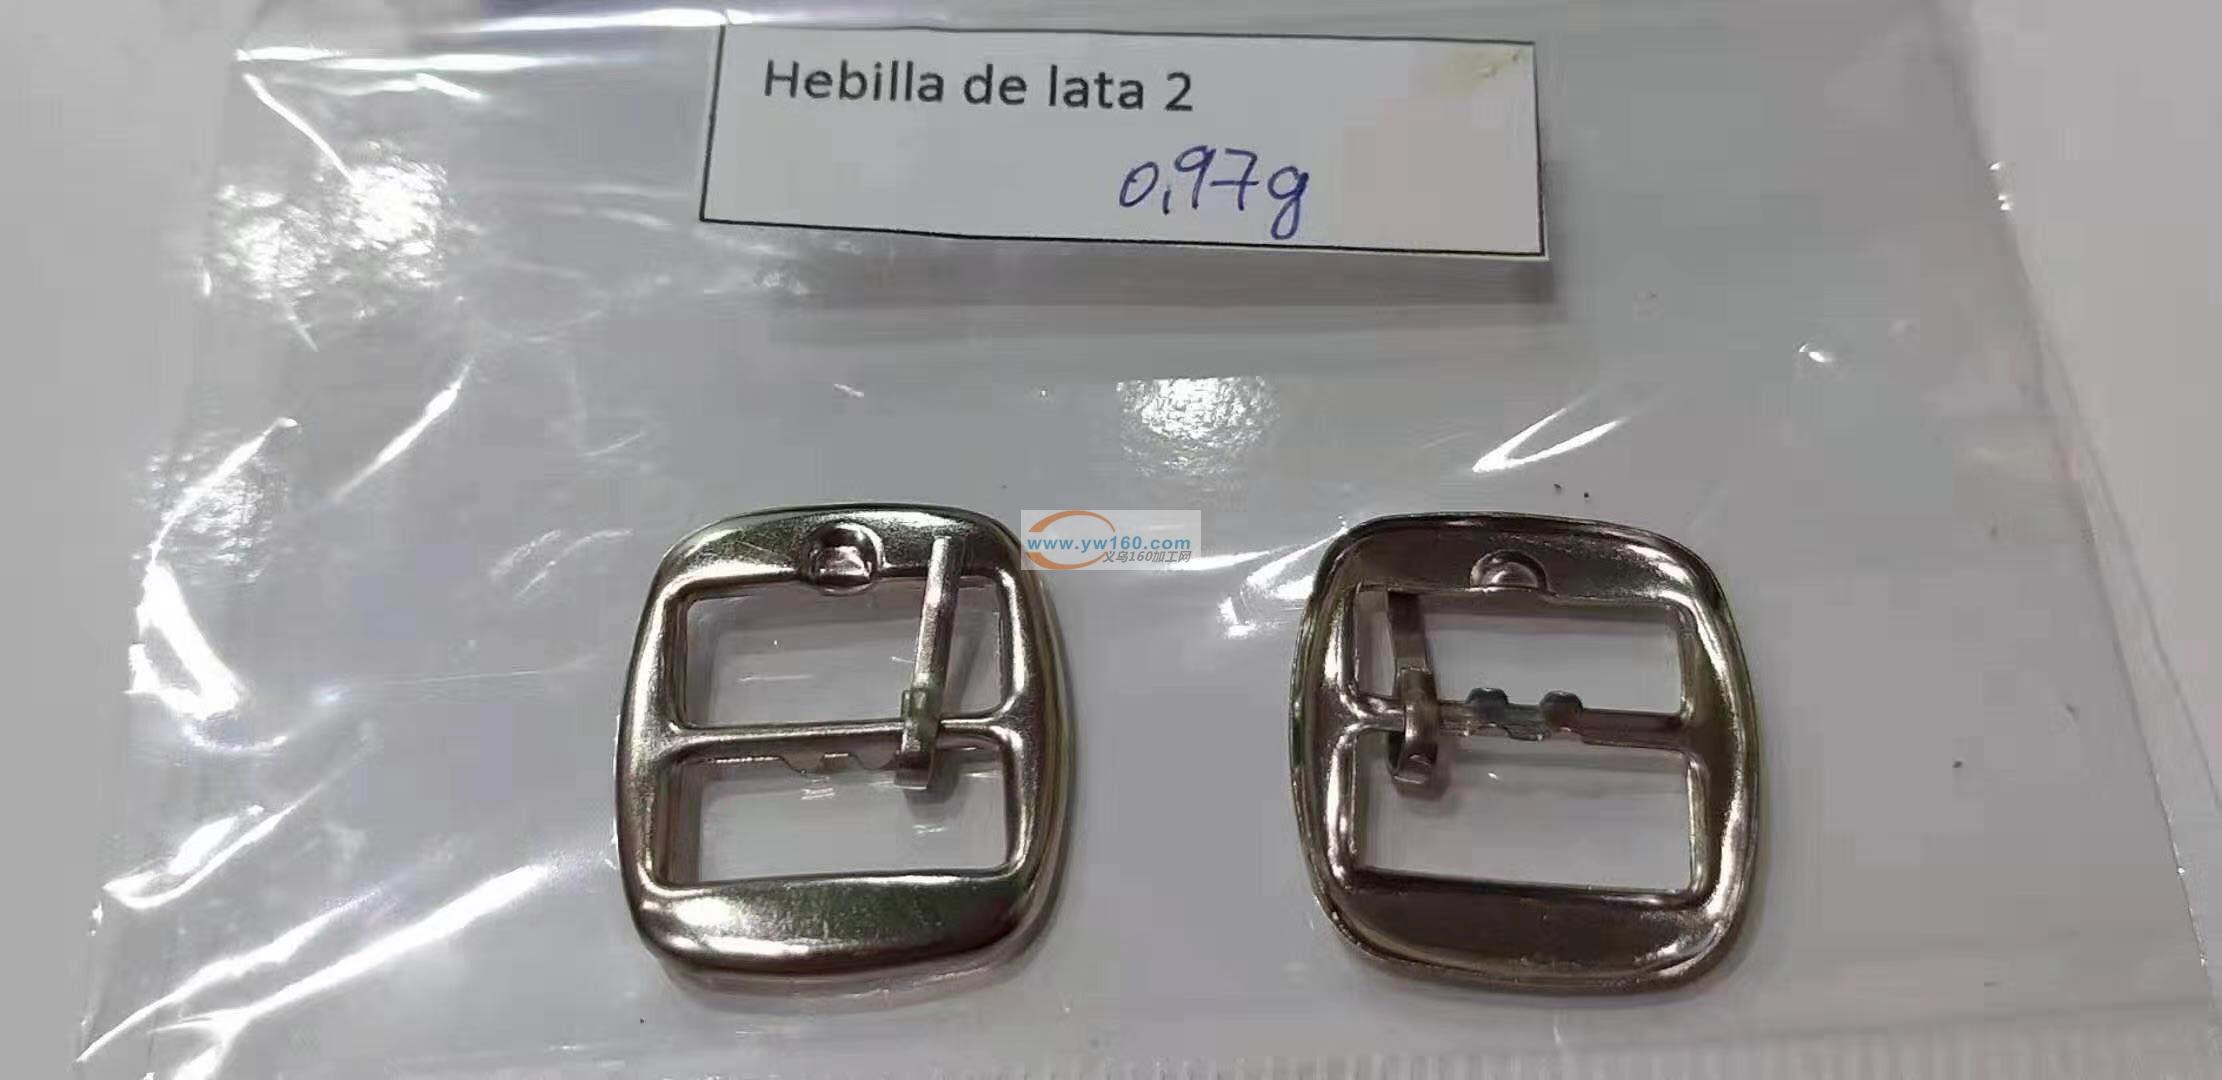 Hebilla de lata 2
0,97g
www.yw160.com
义乌160加工网